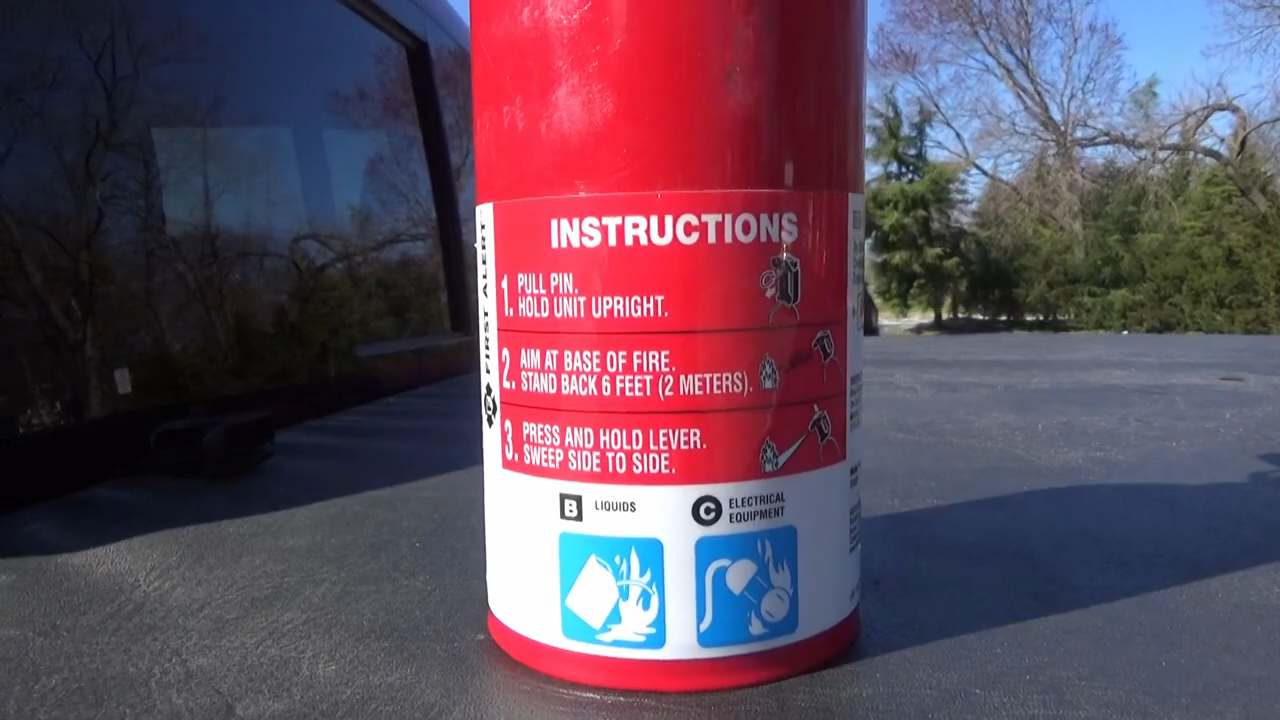 INSTRUCTIONS
1. PULL PIN.
HOLD UNIT UPRIGHT.
2. AIM AT BASE OF FIRE.
STAND BACK 6 FEET (2 METERS).
3. PRESS AND HOLD LEVER.
SWEEP SIDE TO SIDE.
B LIQUIDS
C ELECTRICAL
EQUIPMENT
FIRST ALERT